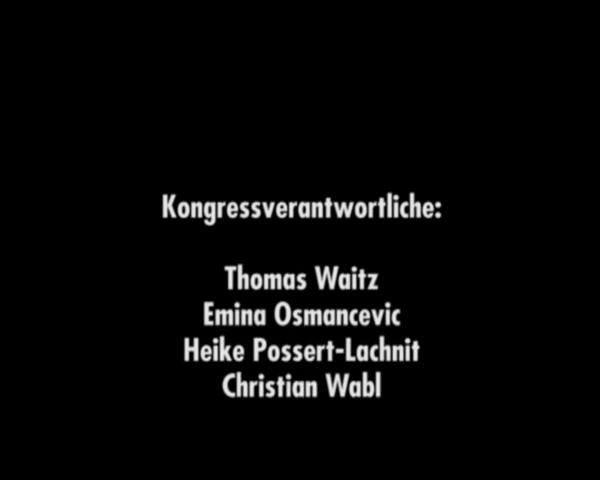 Kongressverantwortliche:
Thomas Waitz
Emina Osmancevic
Heike Possert-Lachnit
Christian Wabl